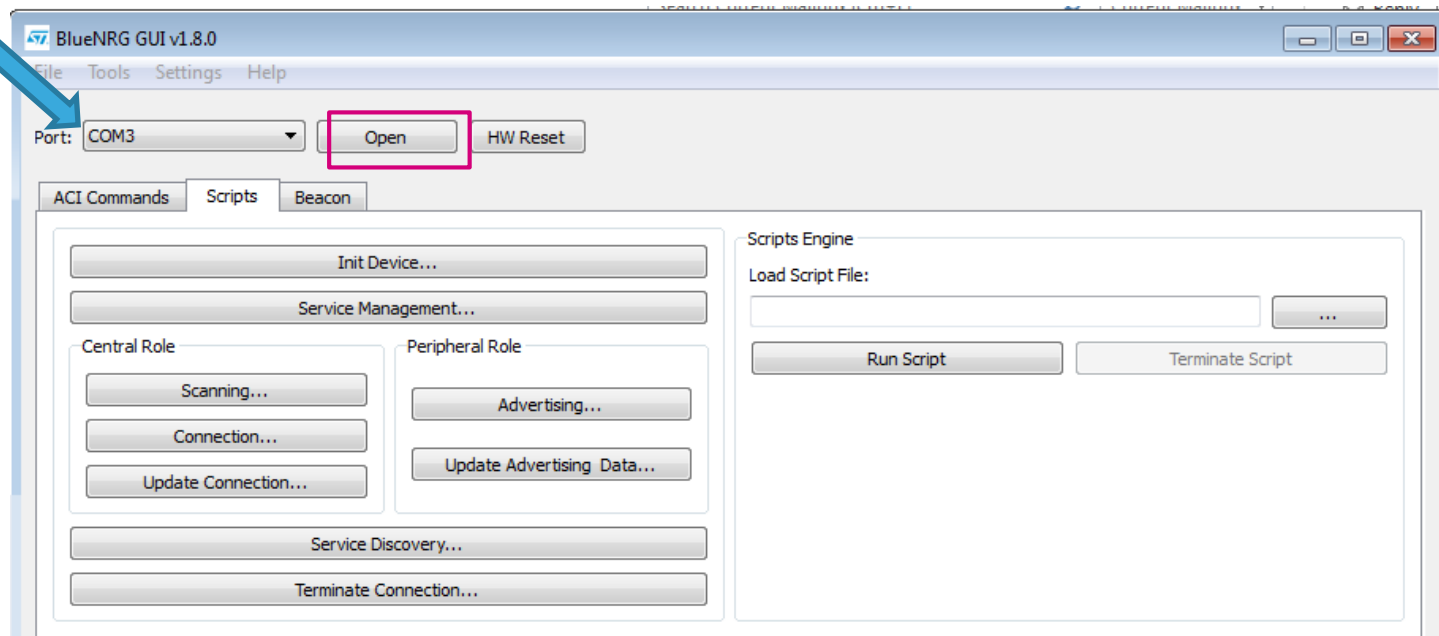 BlueNRG GUI v1.8.0
File Tools Settings Help
Port: COM3 Open HW Reset
ACI Commands Scripts Beacon
Init Device...
Service Management...
Central Role
Scanning...
Connection...
Update Connection...
Peripheral Role
Advertising...
Update Advertising Data...
Service Discovery...
Terminate Connection...
Scripts Engine
Load Script File:
...
Run Script Terminate Script